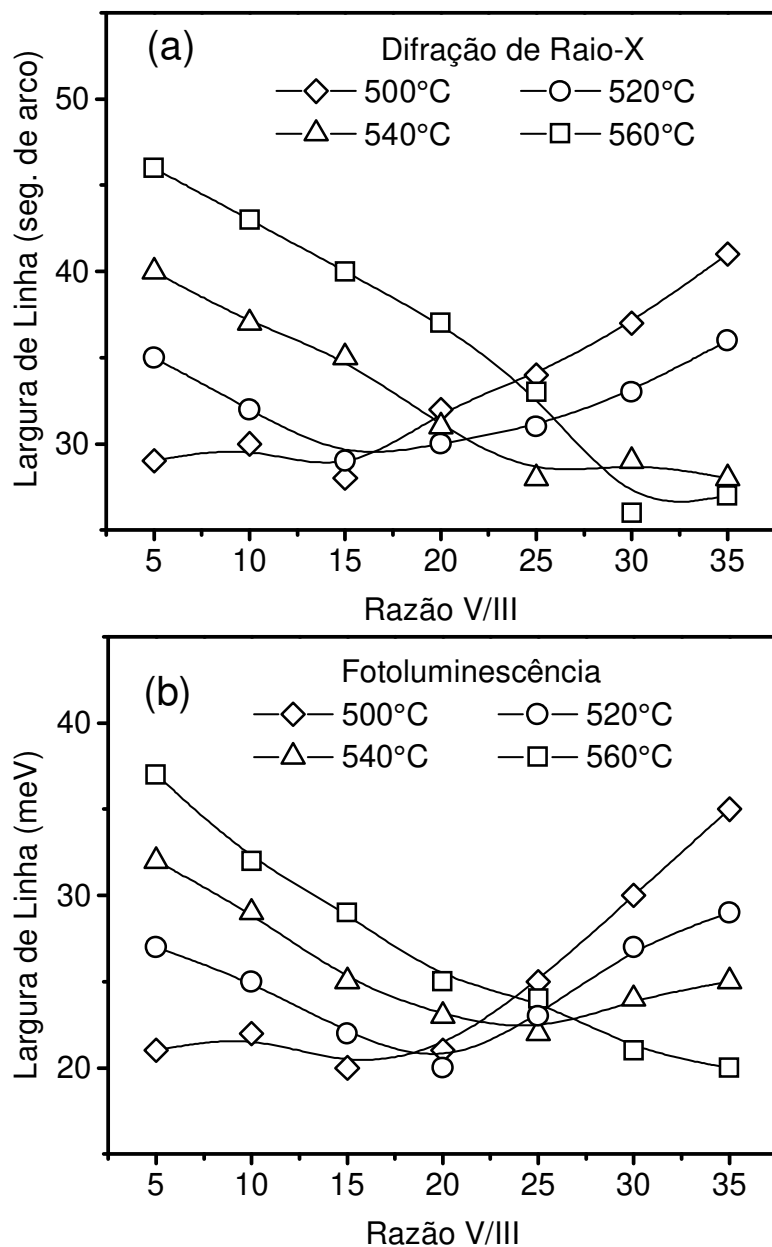 (a)
Difração de Raio-X
500°C 520°C
540°C 560°C
Largura de Linha (seg. de arco)
50
40
30
5 10 15 20 25 30 35
Razão V/III
(b)
Fotoluminescência
500°C 520°C
540°C 560°C
Largura de Linha (meV)
40
30
20
5 10 15 20 25 30 35
Razão V/III